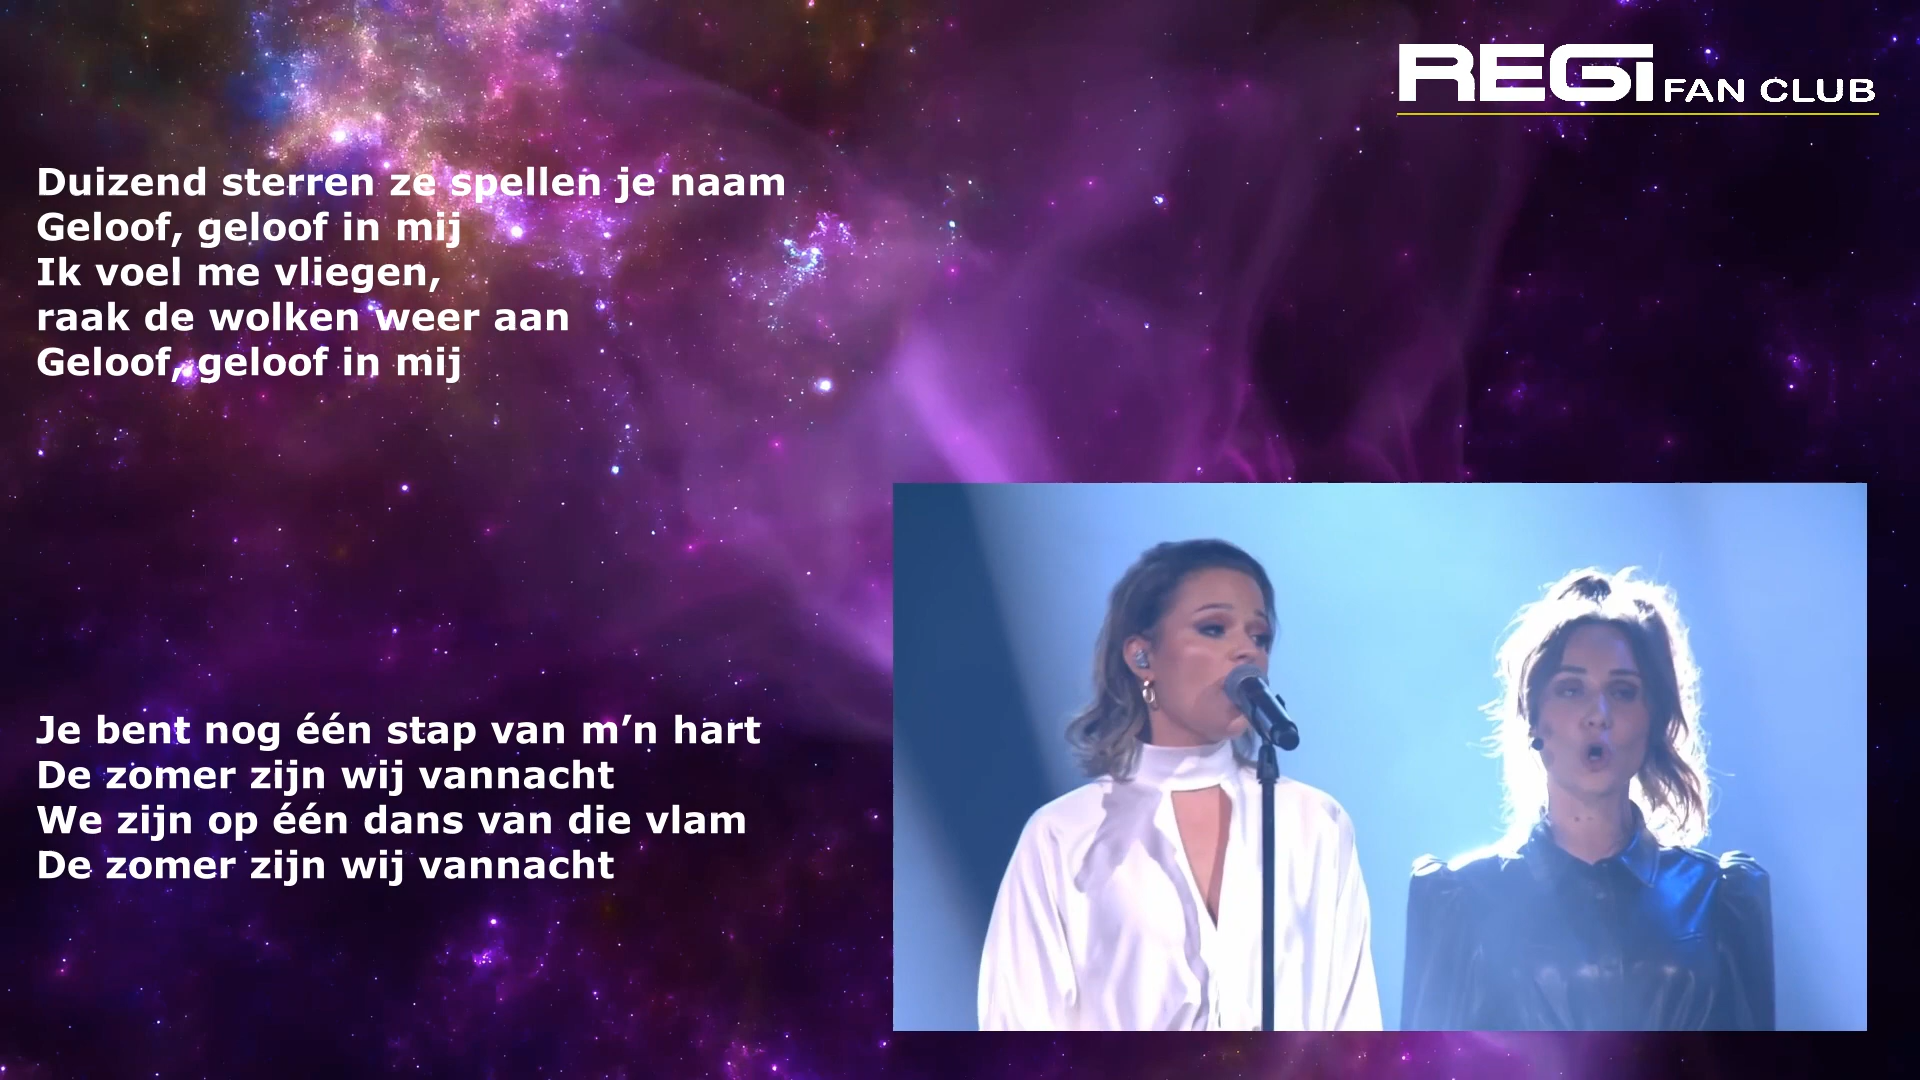 REGI FAN CLUB
Duizend sterren ze spellen je naam
Geloof, geloof in mij
Ik voel me vliegen,
raak de wolken weer aan
Geloof, geloof in mij
Je bent nog één stap van m’n hart
De zomer zijn wij vannacht
We zijn op één dans van die vlam
De zomer zijn wij vannacht